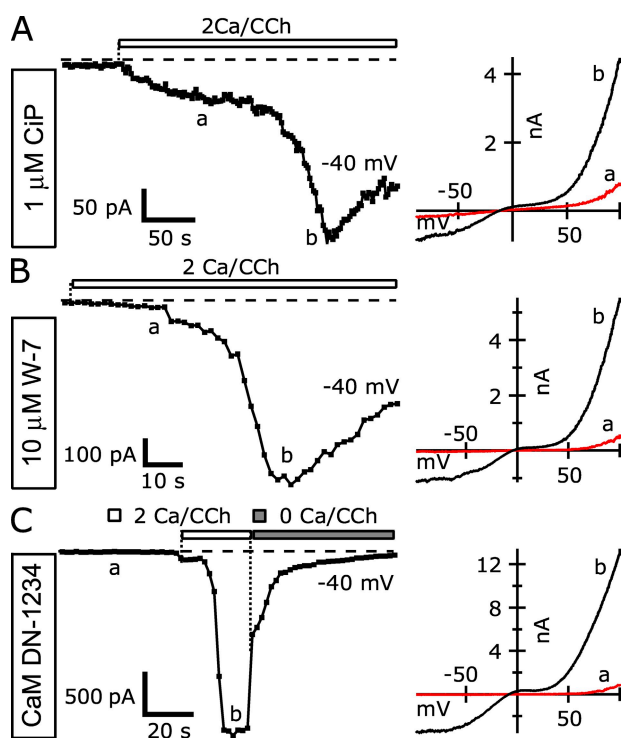 A
2Ca/CCh
1 μM CiP
a
-40 mV
b
50 pA
50 s
4
b
2
nA
-50
a
mV
50
B
2 Ca/CCh
10 μM W-7
a
-40 mV
b
100 pA
10 s
4
b
2
nA
-50
a
mV
50
C
2 Ca/CCh 0 Ca/CCh
CaM DN-1234
a
-40 mV
b
500 pA
20 s
12
b
8
nA
4
-50
a
mV
50